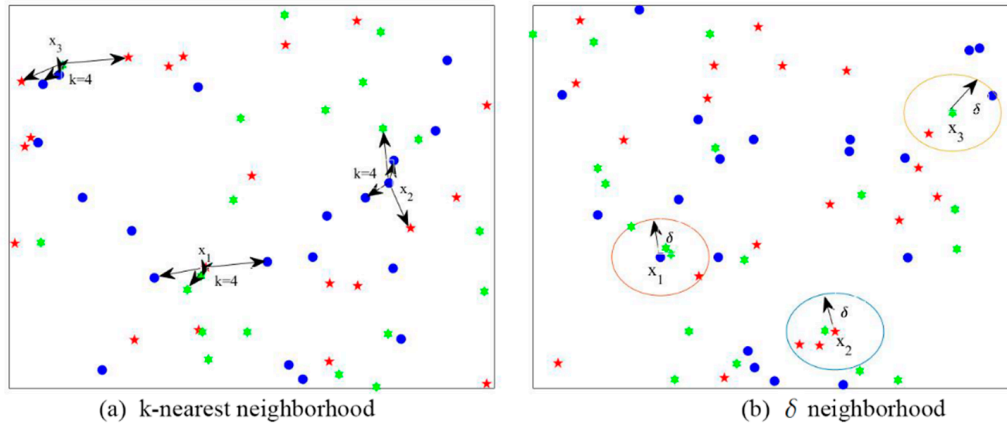 x3
k=4
k=4
x2
x1
k=4
(a) k-nearest neighborhood
δ
x3
δ
x1
δ
x2
(b) δ neighborhood